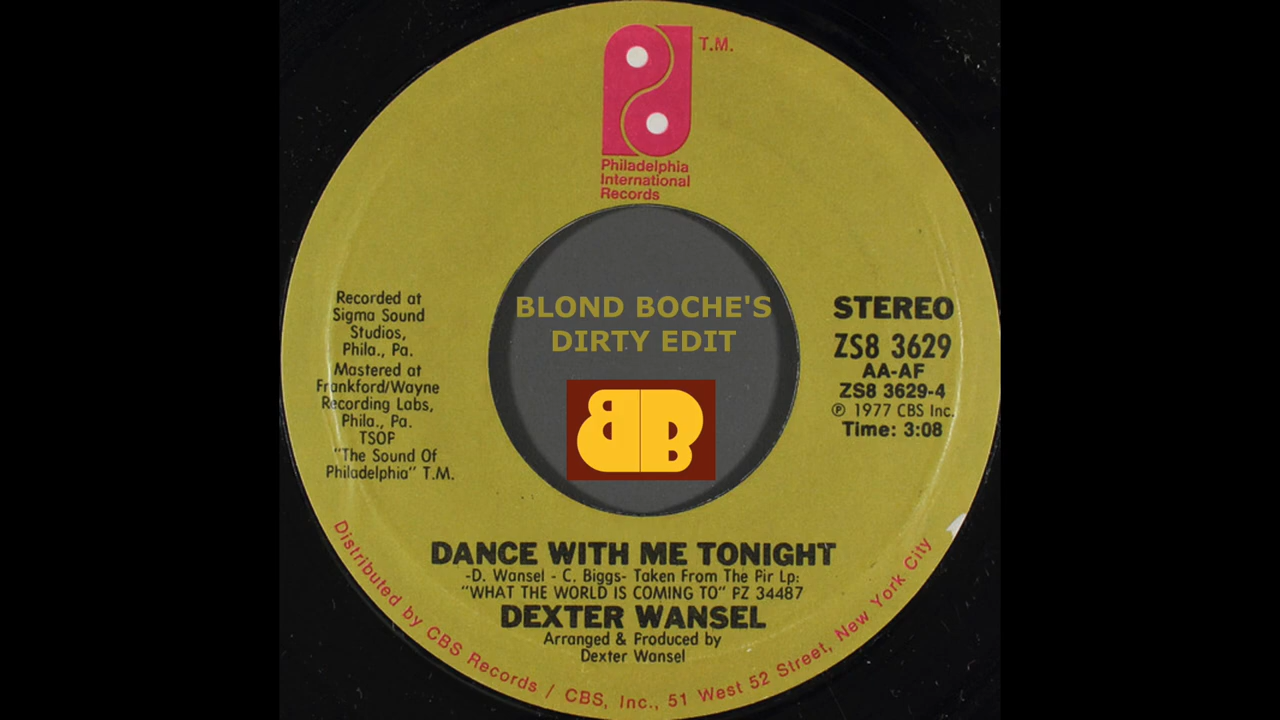 T.M.
Philadelphia
International
Records
BLOND BOCHE'S
DIRTY EDIT
BB
Recorded at
Sigma Sound
Studios,
Phila., Pa.
Mastered at
Frankford/Wayne
Recording Labs,
Phila., Pa.
TSOP
"The Sound Of
Philadelphia" T.M.
STEREO
ZS8 3629
AA-AF
ZS8 3629-4
℗ 1977 CBS Inc.
Time: 3:08
DANCE WITH ME TONIGHT
-D. Wansel - C. Biggs- Taken From The Pir Lp:
"WHAT THE WORLD IS COMING TO" PZ 34487
DEXTER WANSEL
Arranged & Produced by
Dexter Wansel
Distributed by CBS Records / CBS, Inc., 51 West 52 Street, New York City